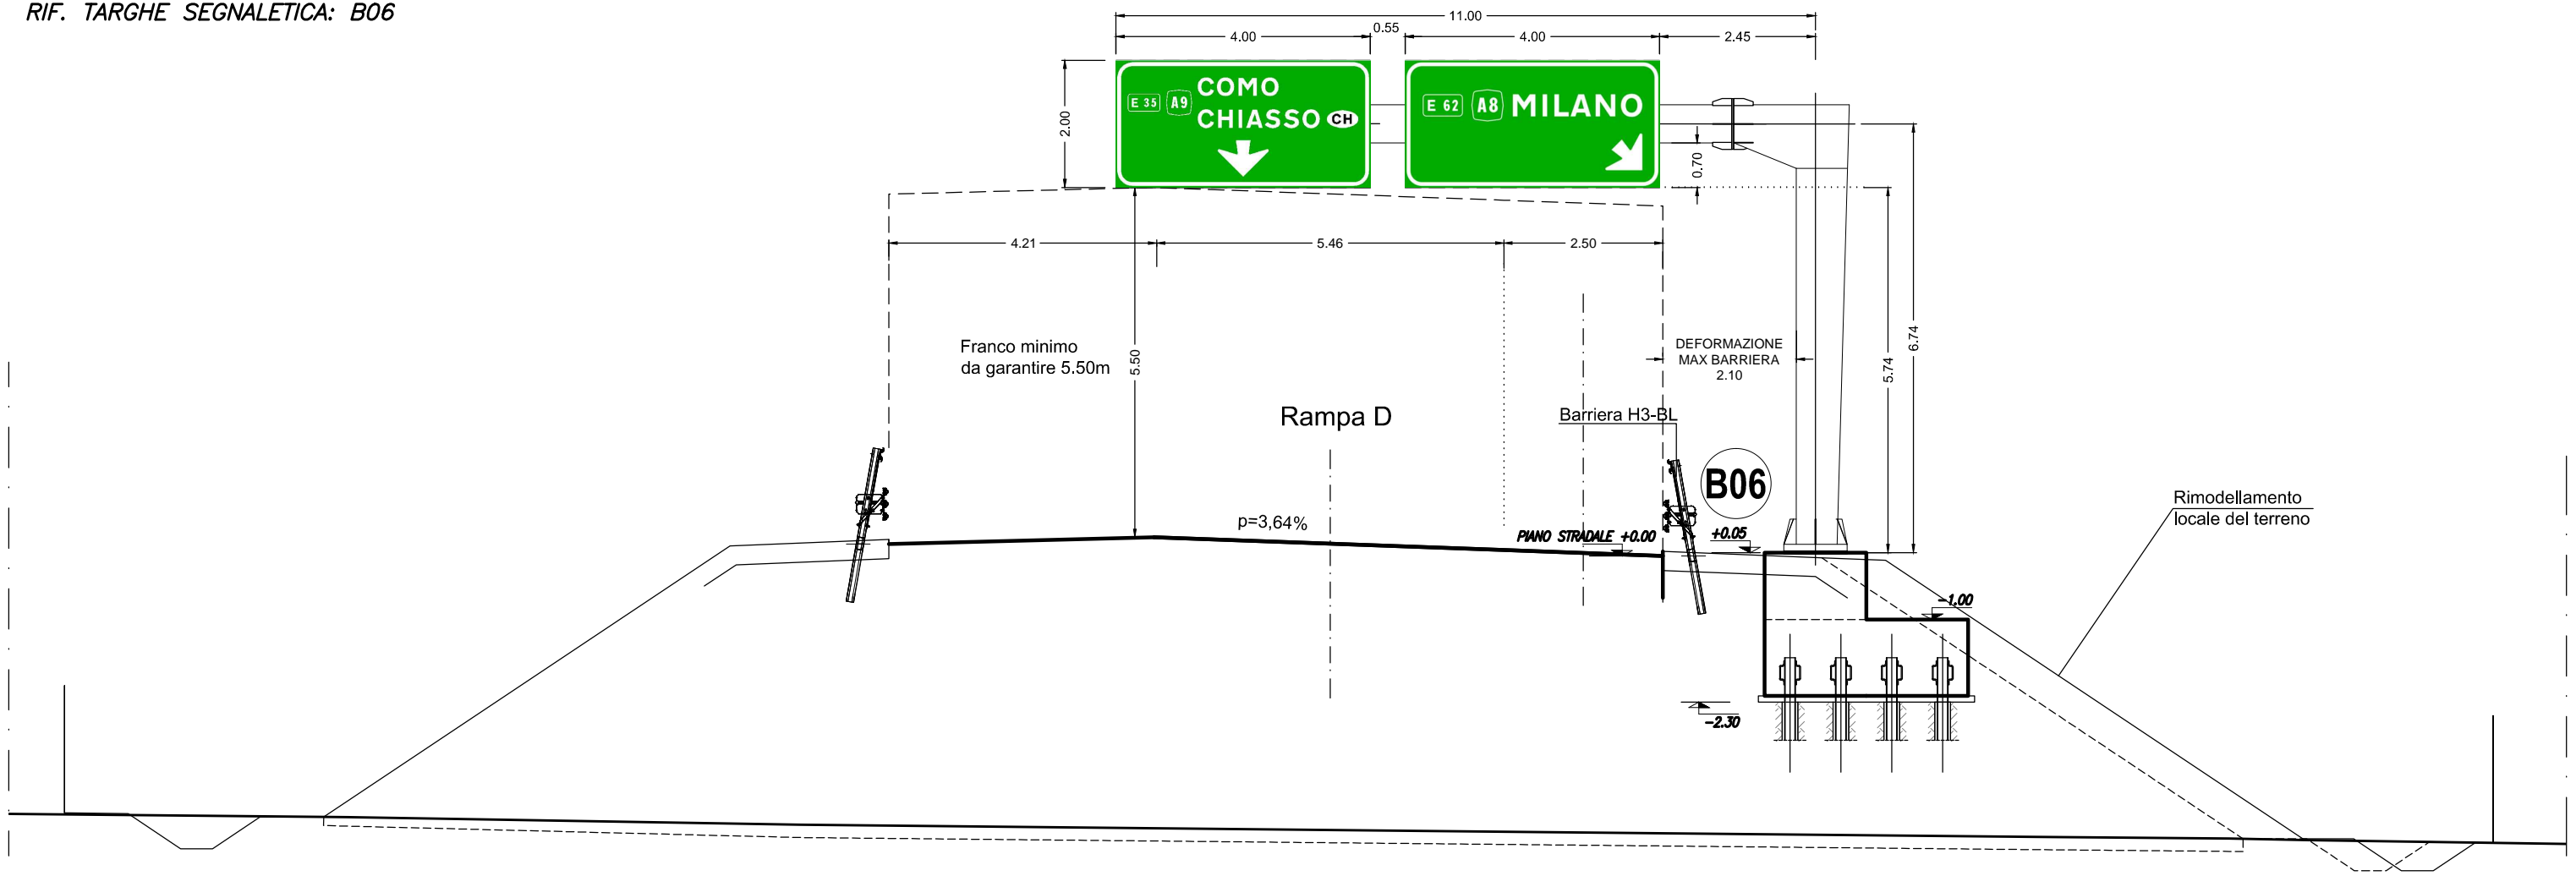 RIF. TARGHE SEGNALETICA: B06
11.00
4.00
0.55
4.00
2.45
2.00
E 35 A9 COMO
CHIASSO CH
E 62 A8 MILANO
0.70
4.21
5.46
2.50
Franco minimo
da garantire 5.50m
5.50
DEFORMAZIONE
MAX BARRIERA
2.10
5.74
6.74
Rampa D
Barriera H3-BL
B06
p=3,64%
PIANO STRADALE +0.00
+0.05
Rimodellamento
locale del terreno
-1.00
-2.30